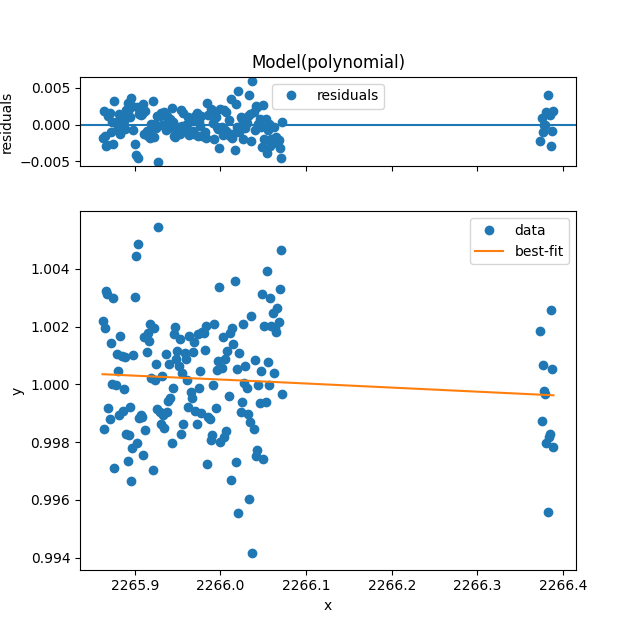 Model(polynomial)
residuals
0.005
0.000
−0.005
residuals
y
1.004
1.002
1.000
0.998
0.996
0.994
data
best-fit
2265.9 2266.0 2266.1 2266.2 2266.3 2266.4
x